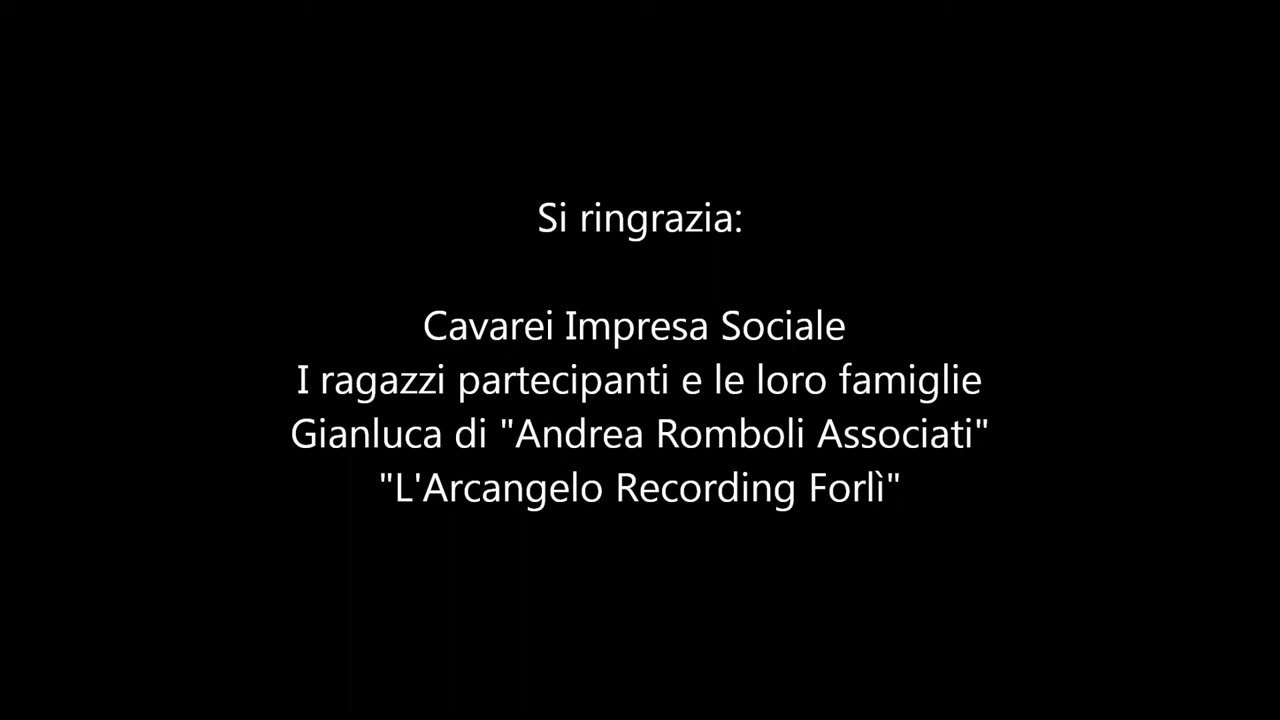 Si ringrazia:
Cavarei Impresa Sociale
I ragazzi partecipanti e le loro famiglie
Gianluca di "Andrea Romboli Associati"
"L'Arcangelo Recording Forlì"